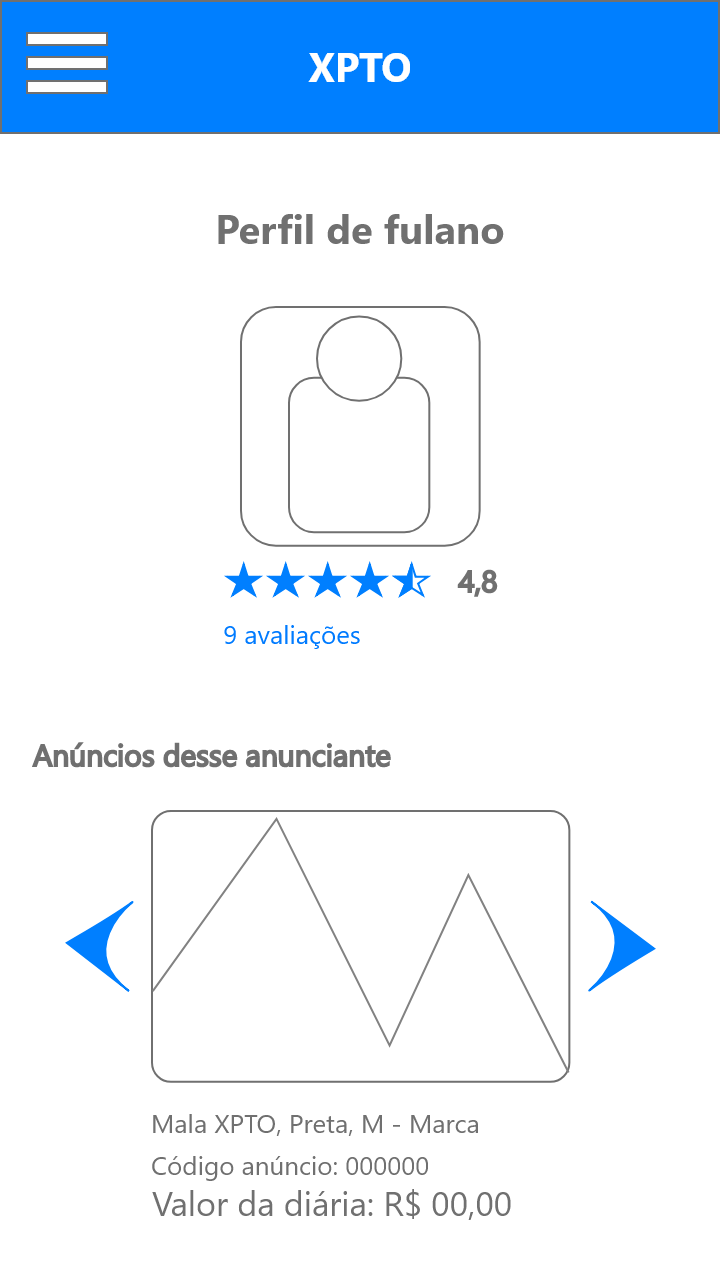 XPTO
Perfil de fulano
4,8
9 avaliações
Anúncios desse anunciante
Mala XPTO, Preta, M - Marca
Código anúncio: 000000
Valor da diária: R$ 00,00